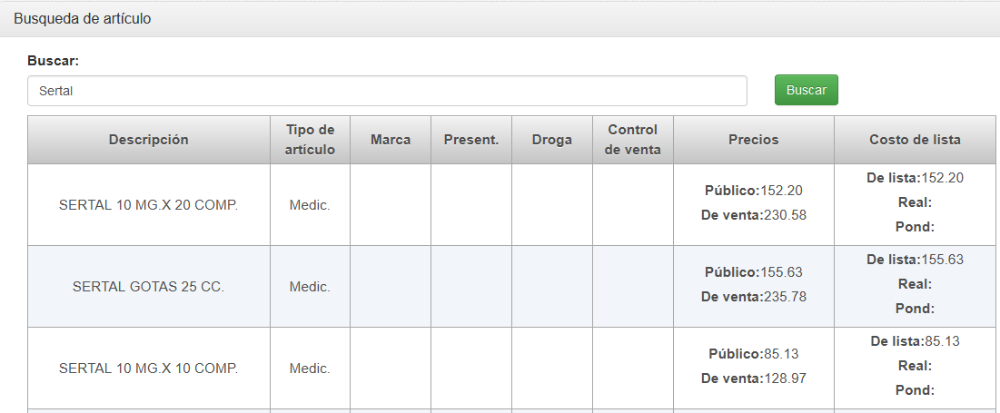 Busqueda de artículo
Buscar:
Sertal
Buscar
Descripción
Tipo de
artículo
Marca
Present.
Droga
Control
de venta
Precios
Costo de lista
SERTAL 10 MG.X 20 COMP.
Medic.
Público:152.20
De venta:230.58
De lista:152.20
Real:
Pond:
SERTAL GOTAS 25 CC.
Medic.
Público:155.63
De venta:235.78
De lista:155.63
Real:
Pond:
SERTAL 10 MG.X 10 COMP.
Medic.
Público:85.13
De venta:128.97
De lista:85.13
Real:
Pond: